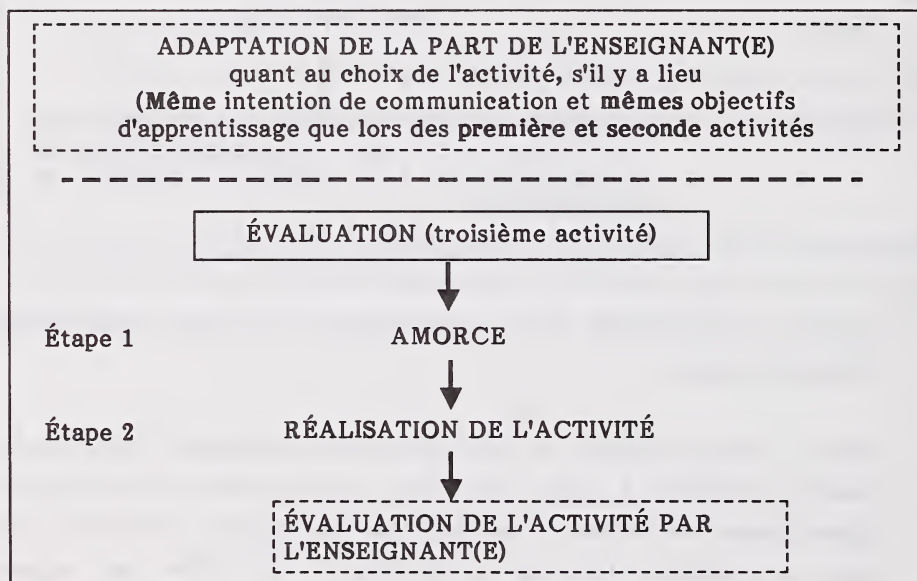 ADAPTATION DE LA PART DE L'ENSEIGNANT(E)
quant au choix de l'activité, s'il y a lieu
(Même intention de communication et mêmes objectifs
d'apprentissage que lors des première et seconde activités
ÉVALUATION (troisième activité)
Étape 1 AMORCE
Étape 2 RÉALISATION DE L'ACTIVITÉ
ÉVALUATION DE L'ACTIVITÉ PAR
L'ENSEIGNANT(E)